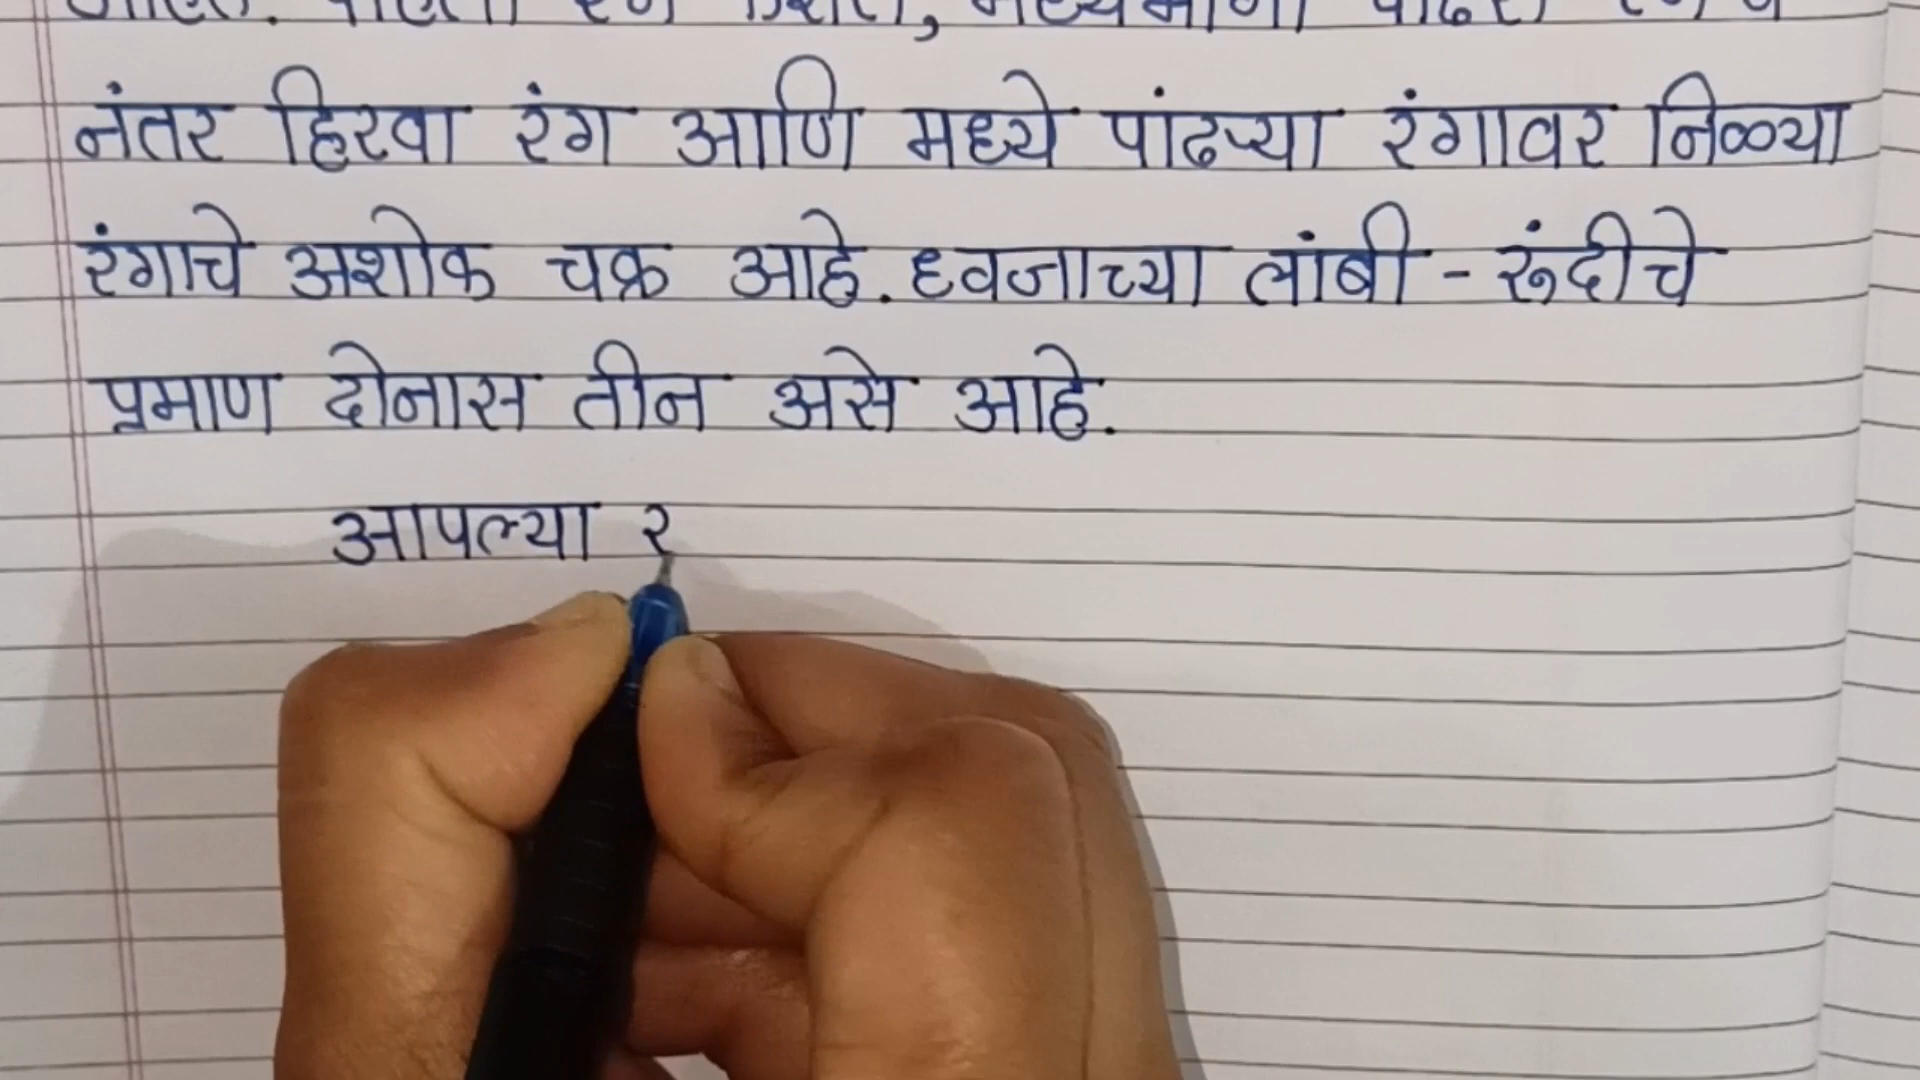 नंतर हिरवा रंग आणि मध्ये पांढऱ्या रंगावर निळ्या
रंगाचे अशोक चक्र आहे. ध्वजाच्या लांबी - रुंदीचे
प्रमाण दोनास तीन असे आहे.
आपल्या र